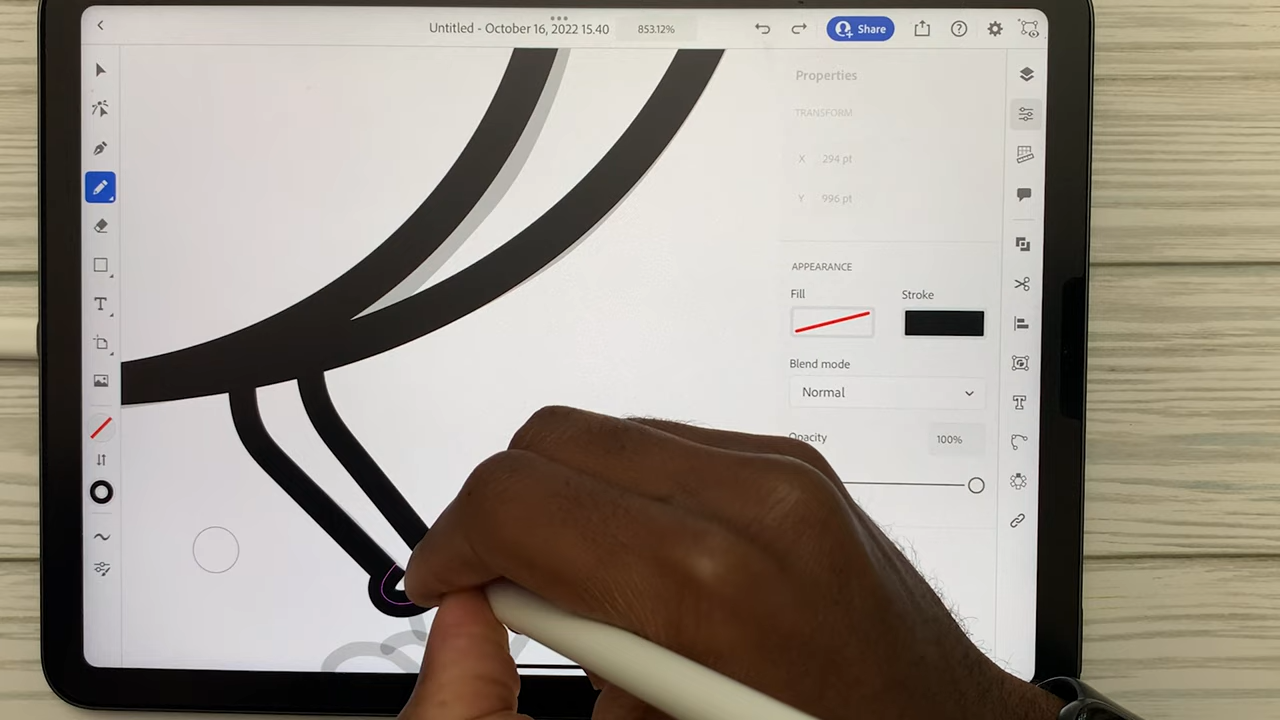 Untitled - October 16, 2022 15.40
853.12%
Share
Properties
TRANSFORM
X 294 pt
Y 996 pt
APPEARANCE
Fill Stroke
Blend mode
Normal
Opacity 100%